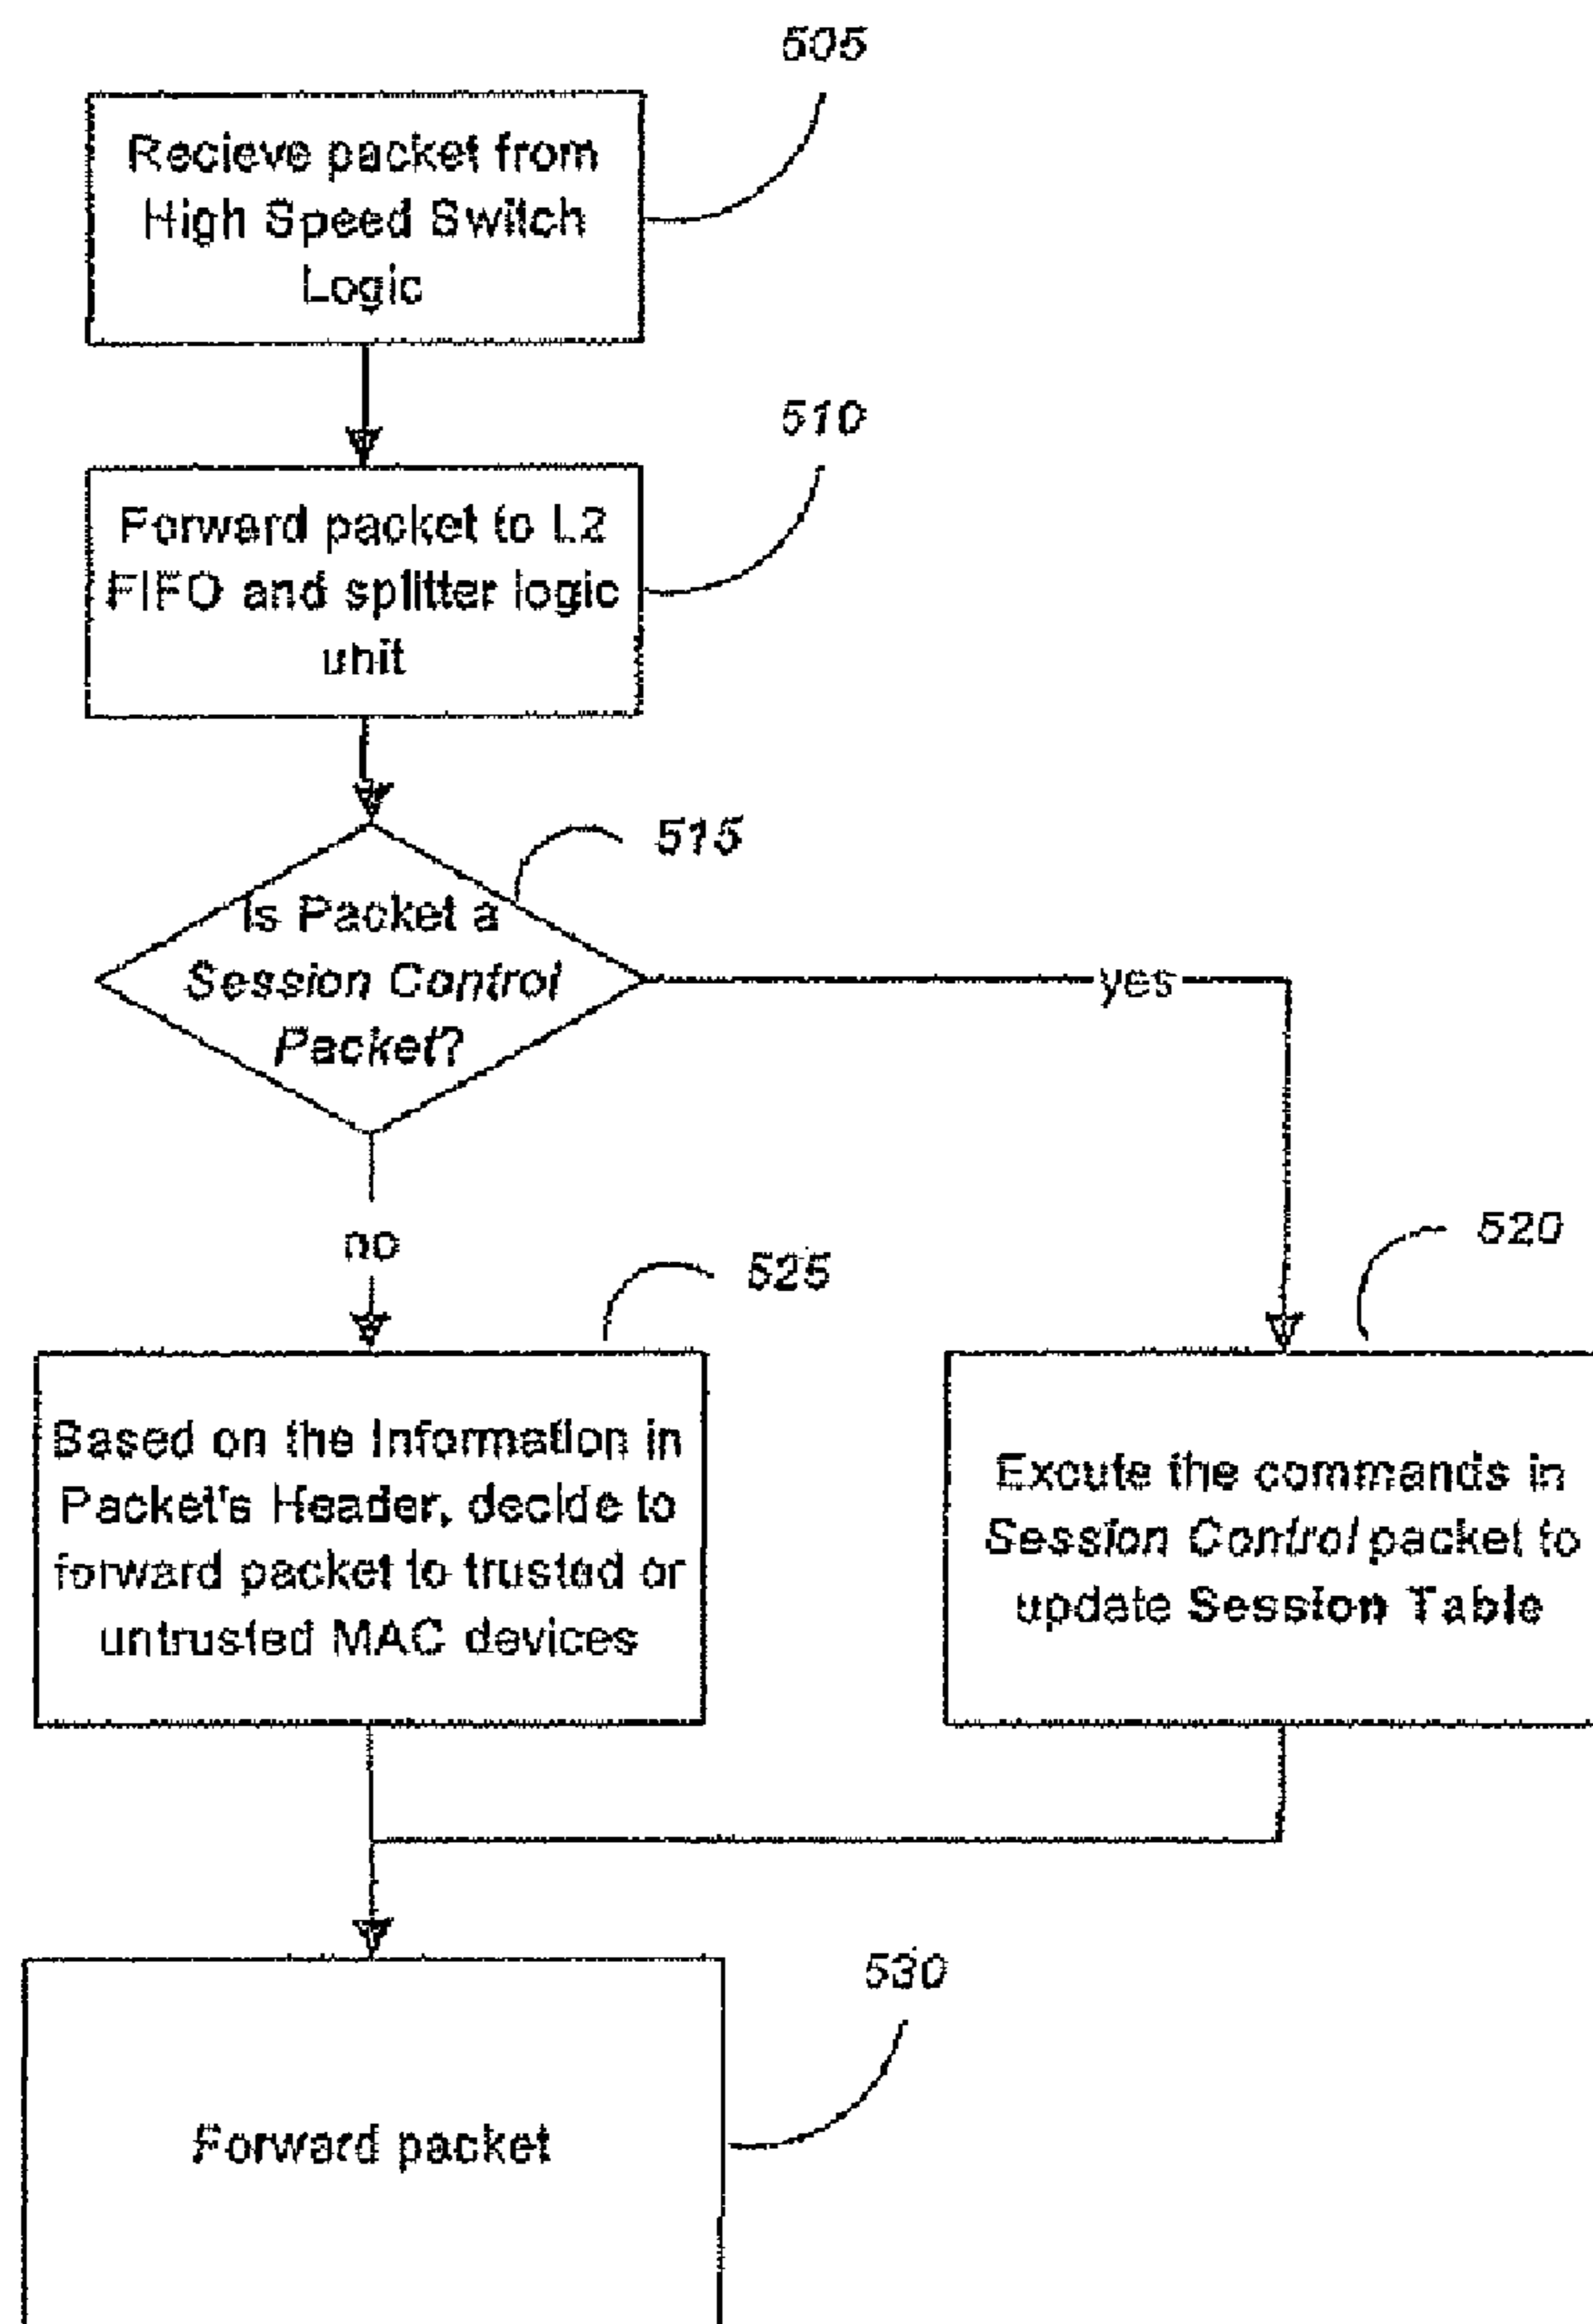 505
Recieve packet from
High Speed Switch
Logic
510
Forward packet to L2
FIFO and splitter logic
unit
515
Is Packet a
Session Control
Packet?
yes
no
525
520
Based on the Information in
Packet's Header, decide to
forward packet to trusted or
untrusted MAC devices
Excute the commands in
Session Control packet to
update Session Table
530
Forward packet